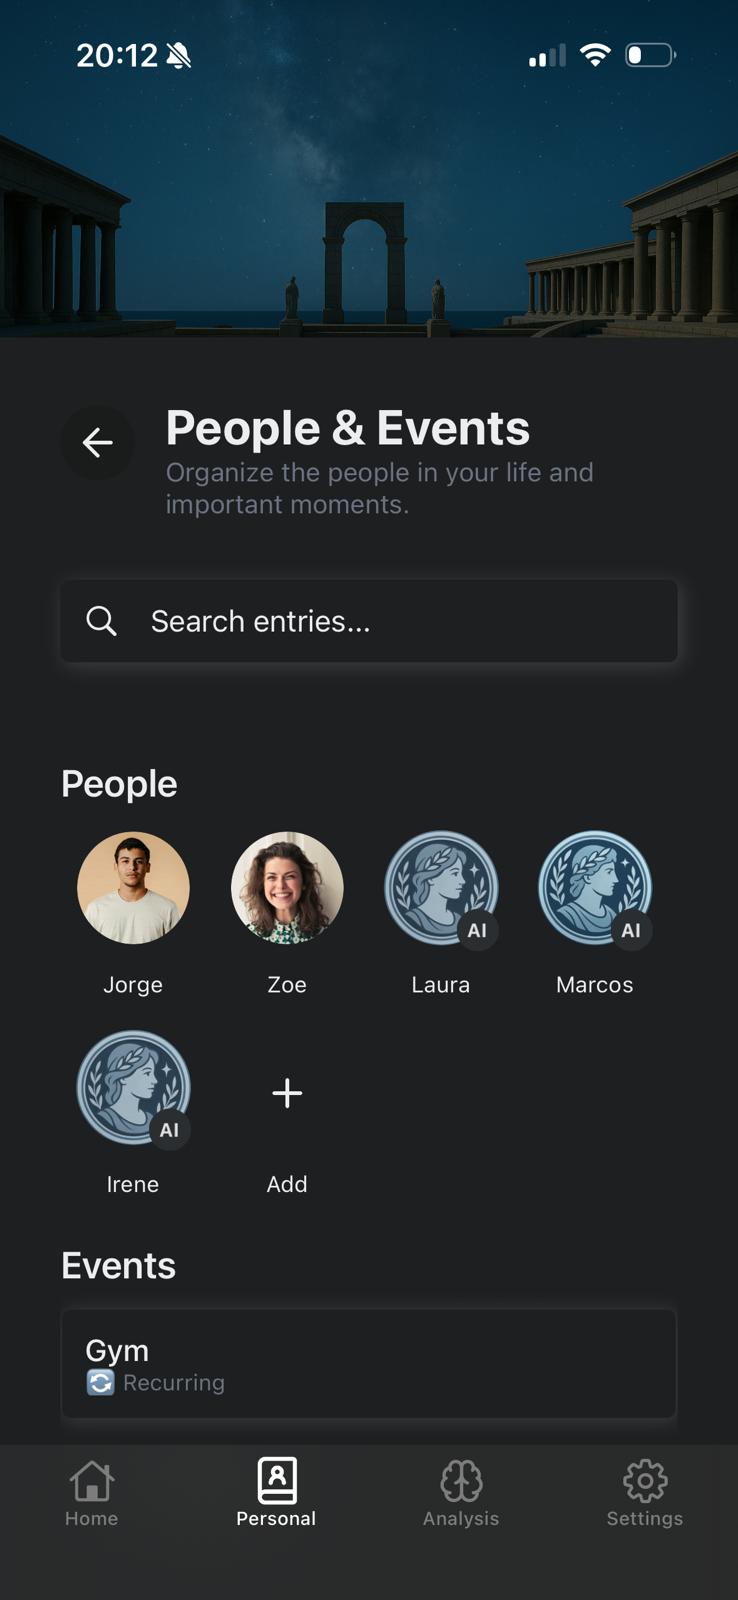 20:12
People & Events
Organize the people in your life and
important moments.
Search entries...
People
AI
AI
Jorge
Zoe
Laura
Marcos
AI
Irene
Add
Events
Gym
Recurring
Home
Personal
Analysis
Settings